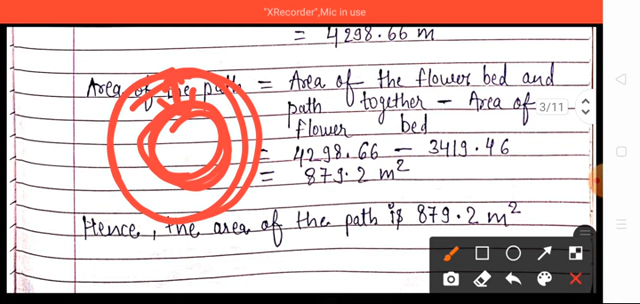 "XRecorder",Mic in use
= 4298.66 m
Area of the path = Area of the flower bed and
path together - Area of
flower bed
3/11
= 4298.66 - 3419.46
= 879.2 m²
Hence, the area of the path is 879.2 m²